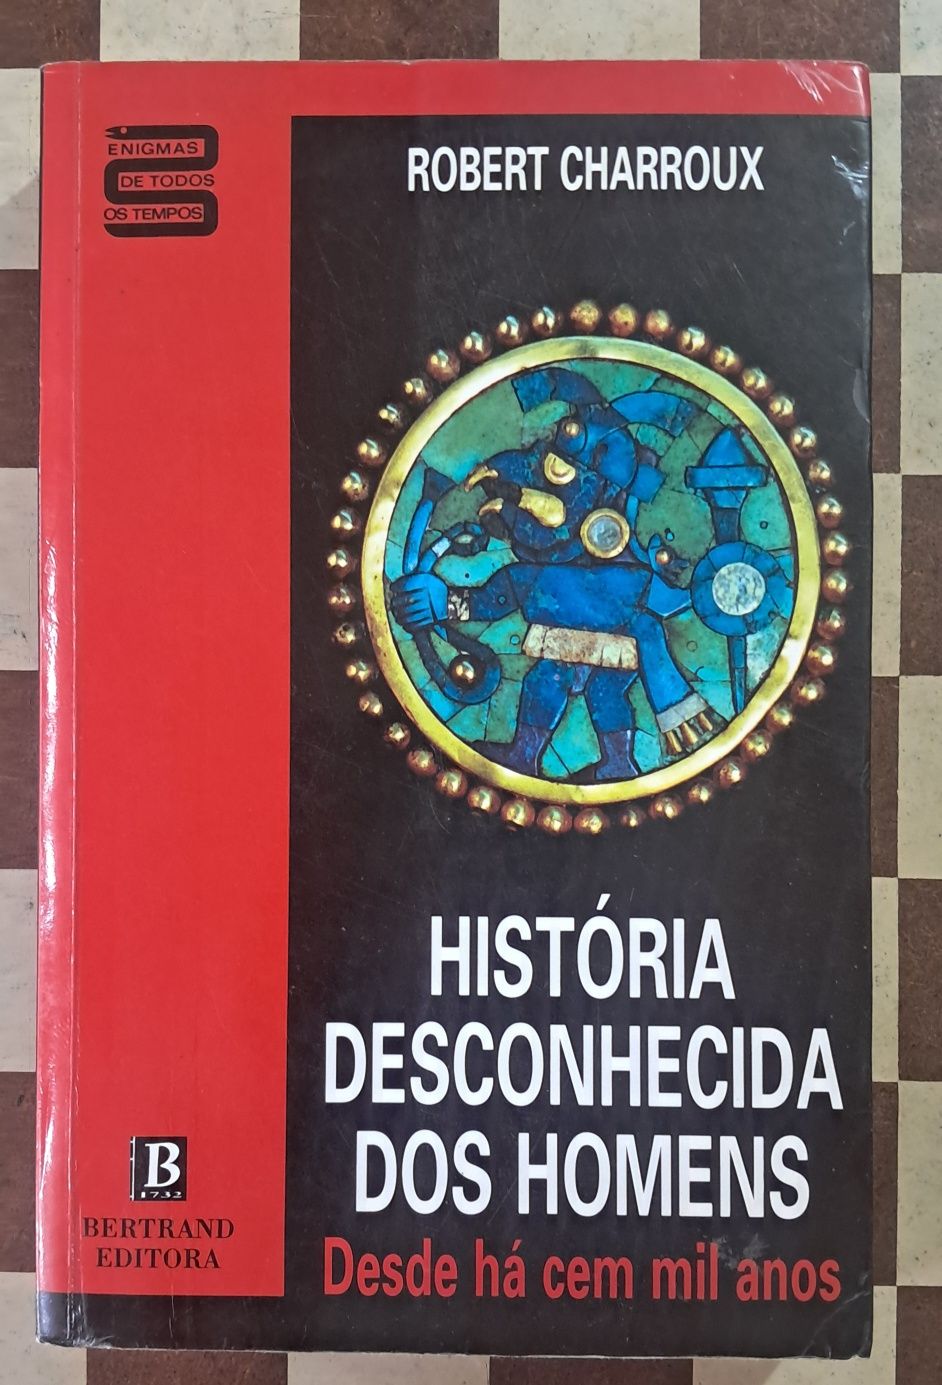 ENIGMAS
DE TODOS
OS TEMPOS
ROBERT CHARROUX
HISTÓRIA
DESCONHECIDA
DOS HOMENS
Desde há cem mil anos
B
1732
BERTRAND
EDITORA